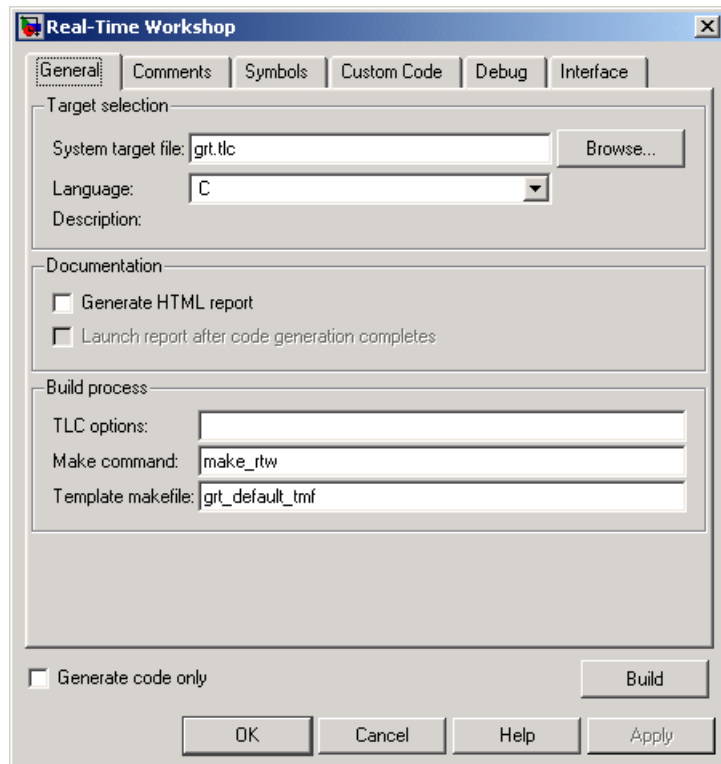 Real-Time Workshop
General Comments Symbols Custom Code Debug Interface
Target selection
System target file: grt.tlc Browse...
Language: C
Description:
Documentation
Generate HTML report
Launch report after code generation completes
Build process
TLC options:
Make command: make_rtw
Template makefile: grt_default_tmf
Generate code only Build
OK Cancel Help Apply